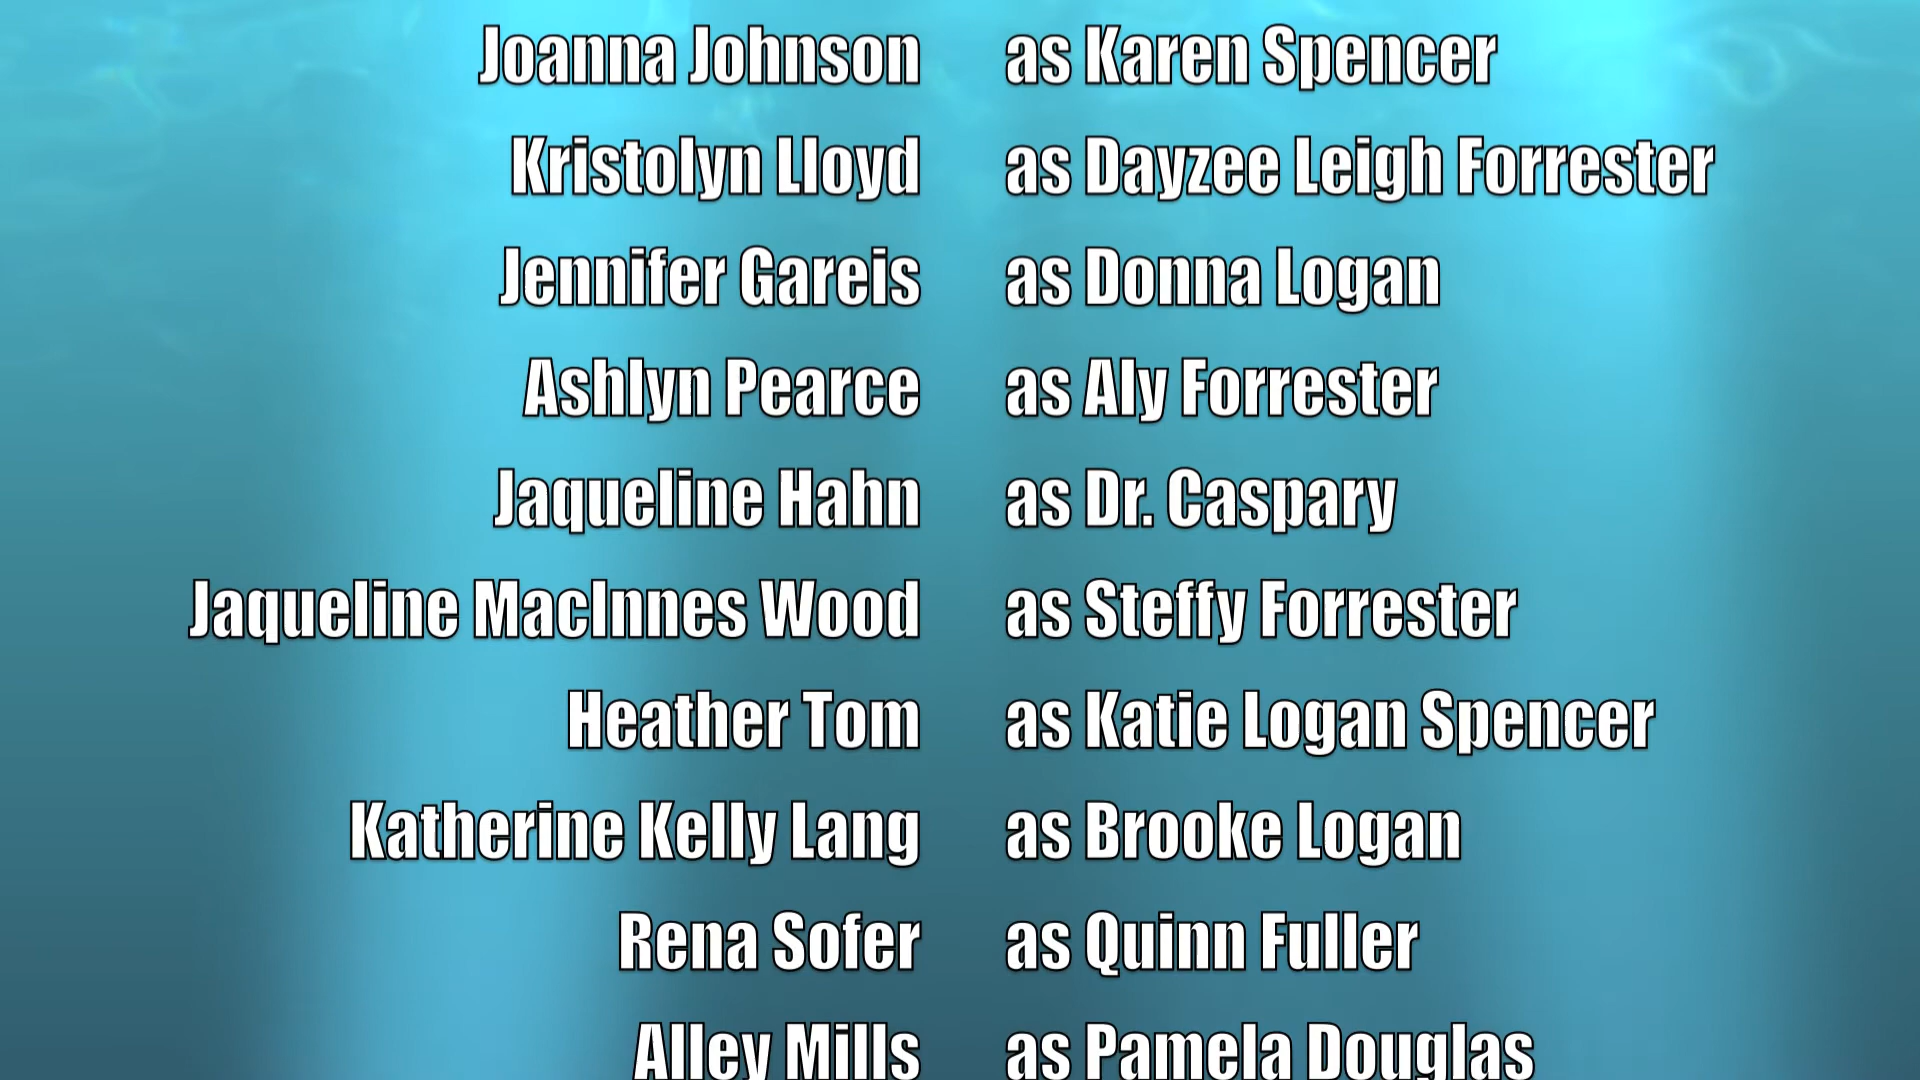 Joanna Johnson as Karen Spencer
Kristolyn Lloyd as Dayzee Leigh Forrester
Jennifer Gareis as Donna Logan
Ashlyn Pearce as Aly Forrester
Jaqueline Hahn as Dr. Caspary
Jaqueline MacInnes Wood as Steffy Forrester
Heather Tom as Katie Logan Spencer
Katherine Kelly Lang as Brooke Logan
Rena Sofer as Quinn Fuller
Alley Mills as Pamela Douglas